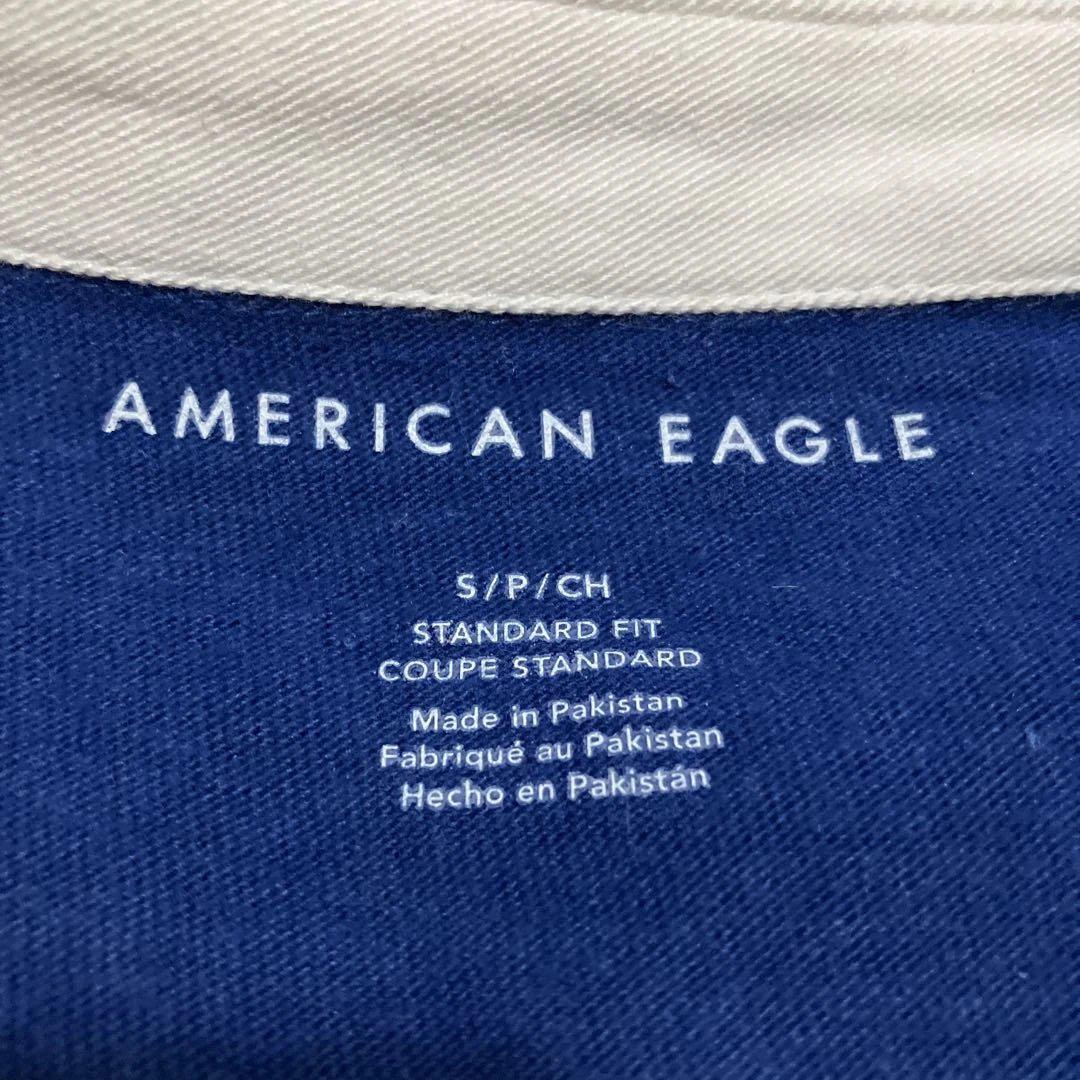 AMERICAN EAGLE
S/P/CH
STANDARD FIT
COUPE STANDARD
Made in Pakistan
Fabriqué au Pakistan
Hecho en Pakistán